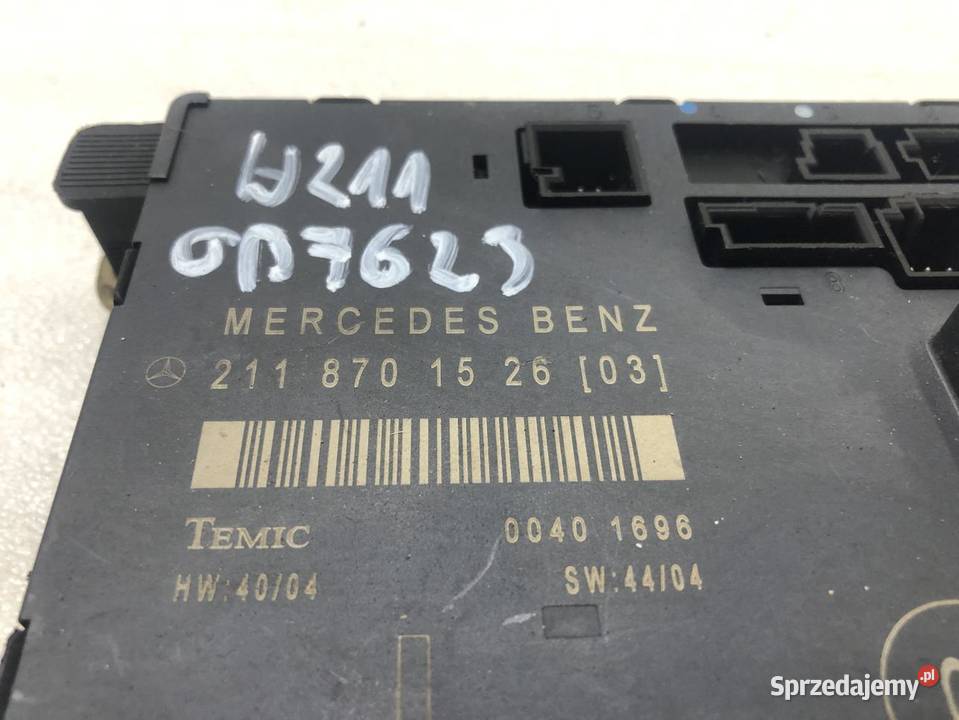 W211
GD7623
MERCEDES BENZ
211 870 15 26 [03]
TEMIC
0040 1696
HW:40/04
SW:44/04
Sprzedajemy.pl